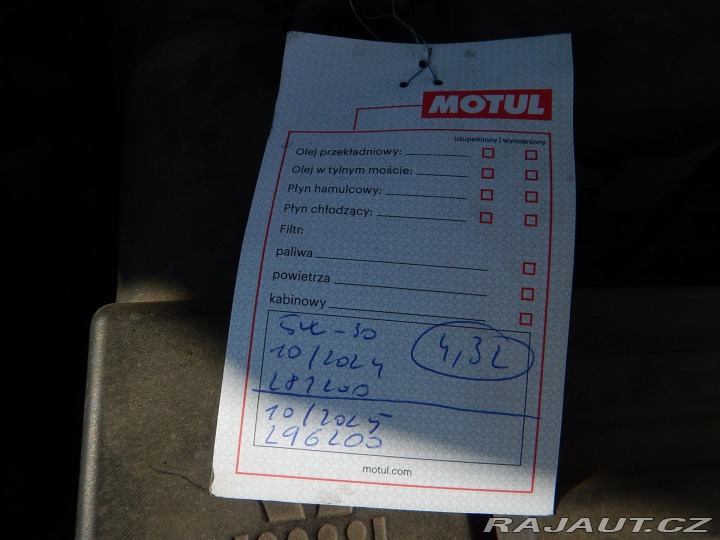 MOTUL
uzupełniony | wymieniony
Olej przekładniowy:
Olej w tylnym moście:
Płyn hamulcowy:
Płyn chłodzący:
Filtr:
paliwa
powietrza
kabinowy
5W-30
4,3L
10/2024
281200
10/2025
296200
motul.com
RAJAUT.CZ